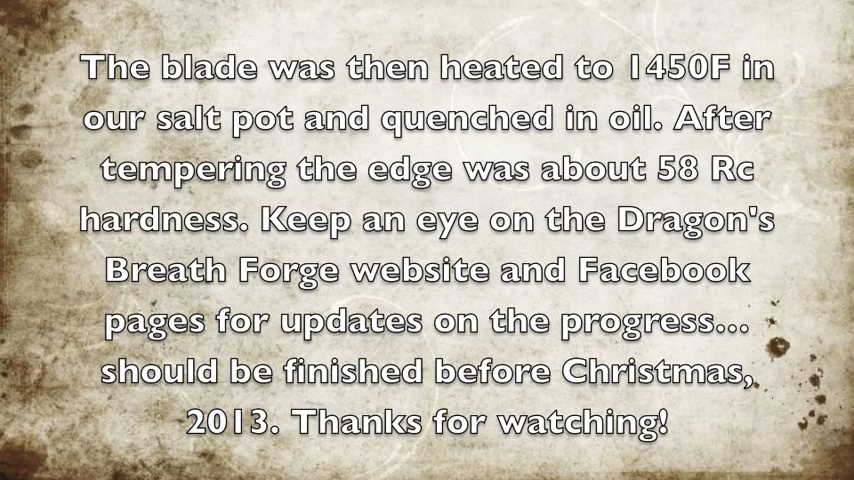 The blade was then heated to 1450F in
our salt pot and quenched in oil. After
tempering the edge was about 58 Rc
hardness. Keep an eye on the Dragon's
Breath Forge website and Facebook
pages for updates on the progress...
should be finished before Christmas,
2013. Thanks for watching!